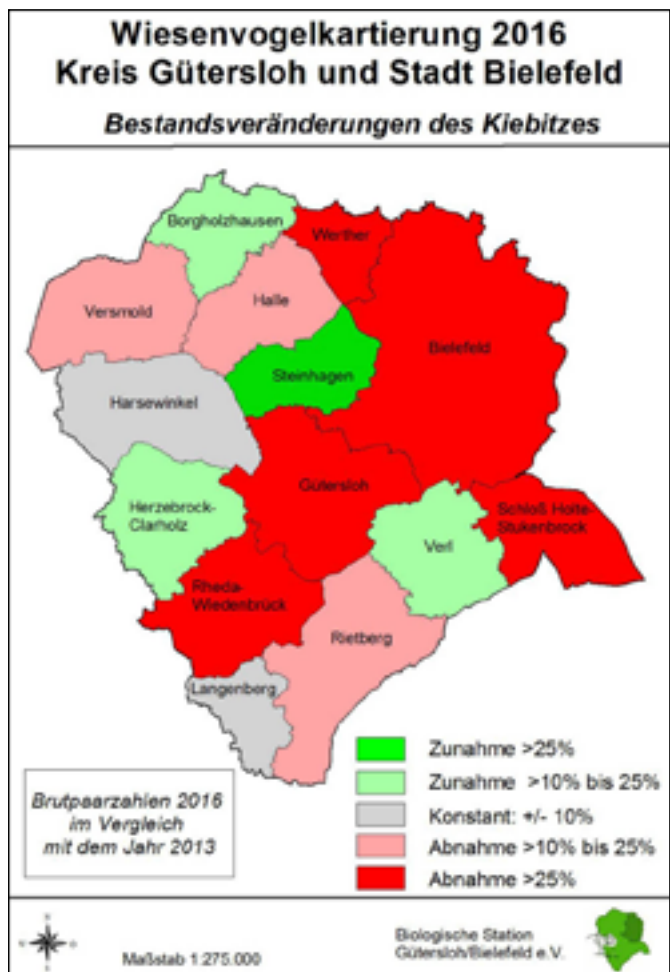 Wiesenvogelkartierung 2016
Kreis Gütersloh und Stadt Bielefeld
Bestandsveränderungen des Kiebitzes
Borgholzhausen
Werther
Versmold
Halle
Bielefeld
Steinhagen
Harsewinkel
Gütersloh
Herzebrock-
Clarholz
Schloß Holte-
Stukenbrock
Verl
Rheda-
Wiedenbrück
Rietberg
Langenberg
Zunahme >25%
Zunahme >10% bis 25%
Konstant: +/- 10%
Abnahme >10% bis 25%
Abnahme >25%
Brutpaarzahlen 2016
im Vergleich
mit dem Jahr 2013
Maßstab 1:275.000
Biologische Station
Gütersloh/Bielefeld e.V.